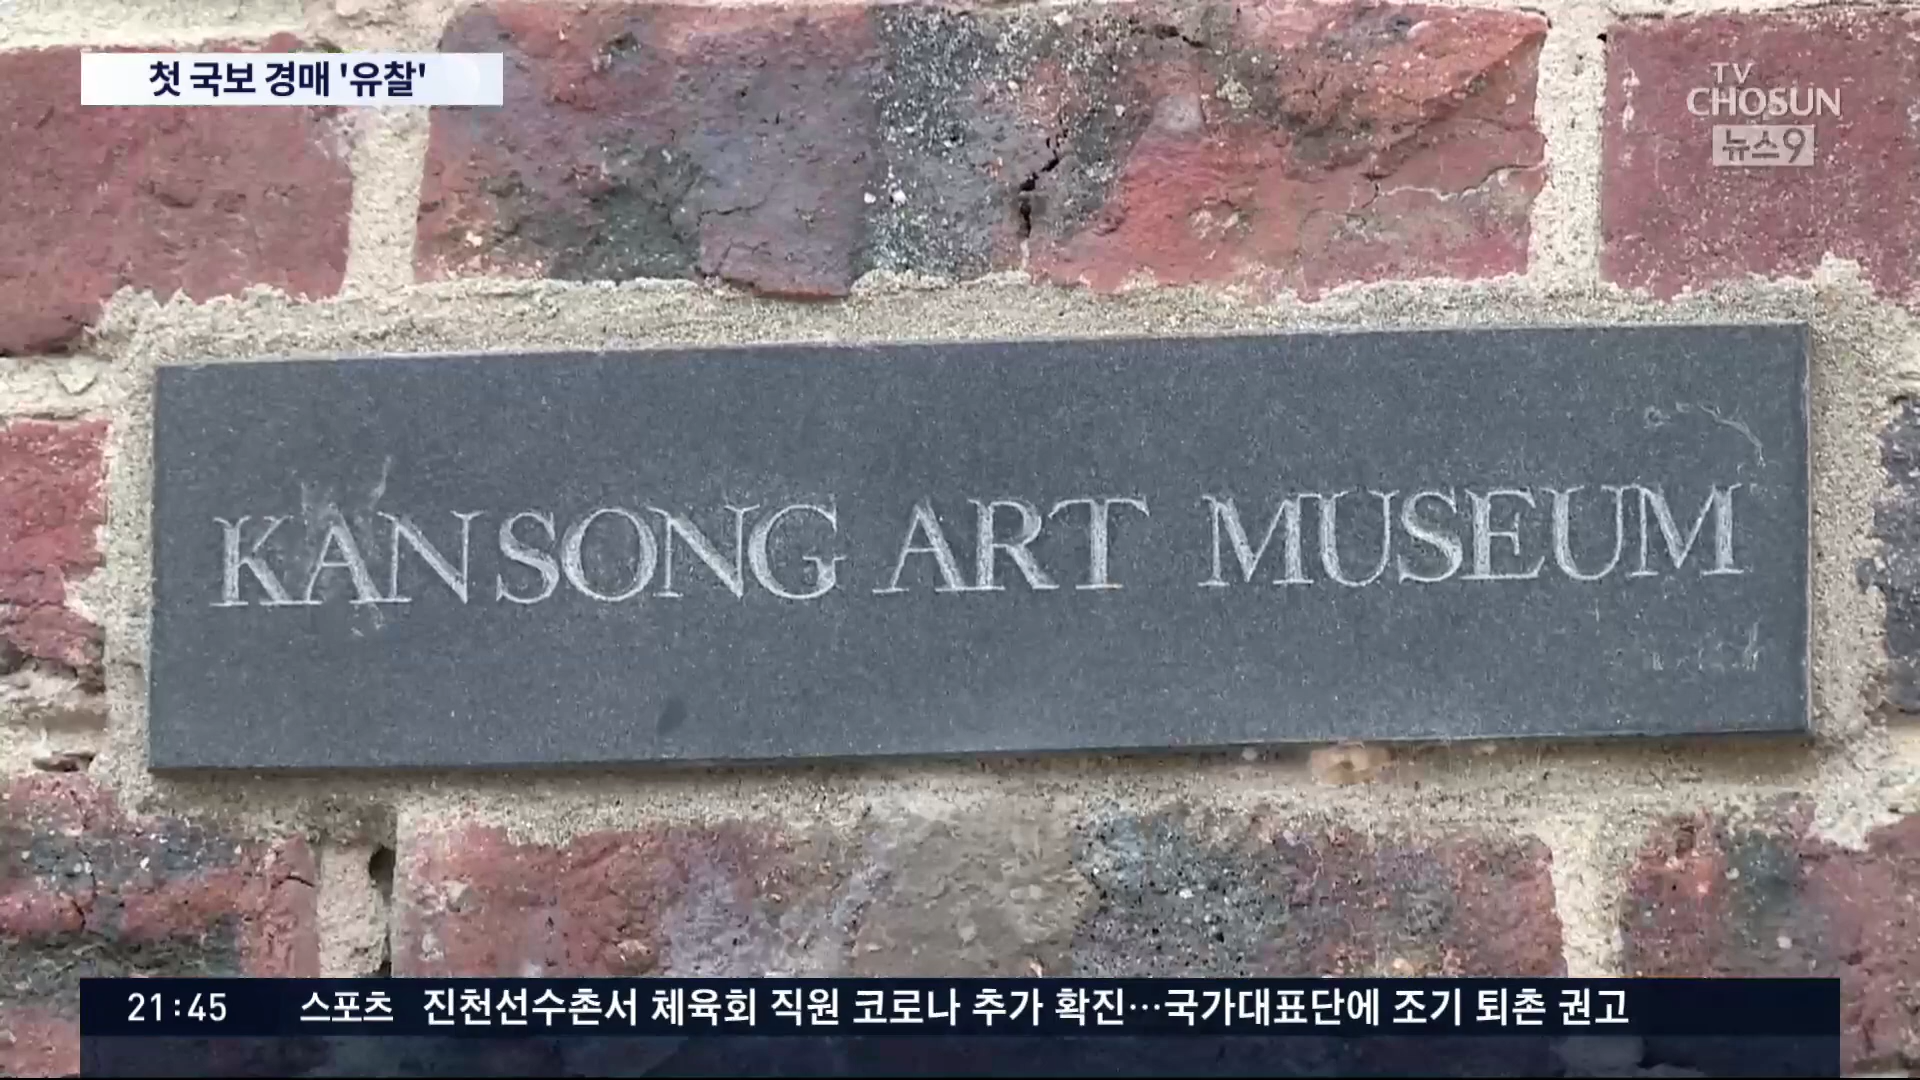 첫 국보 경매 '유찰'
TV
CHOSUN
뉴스9
KANSONG ART MUSEUM
21:45 스포츠 진천선수촌서 체육회 직원 코로나 추가 확진…국가대표단에 조기 퇴촌 권고